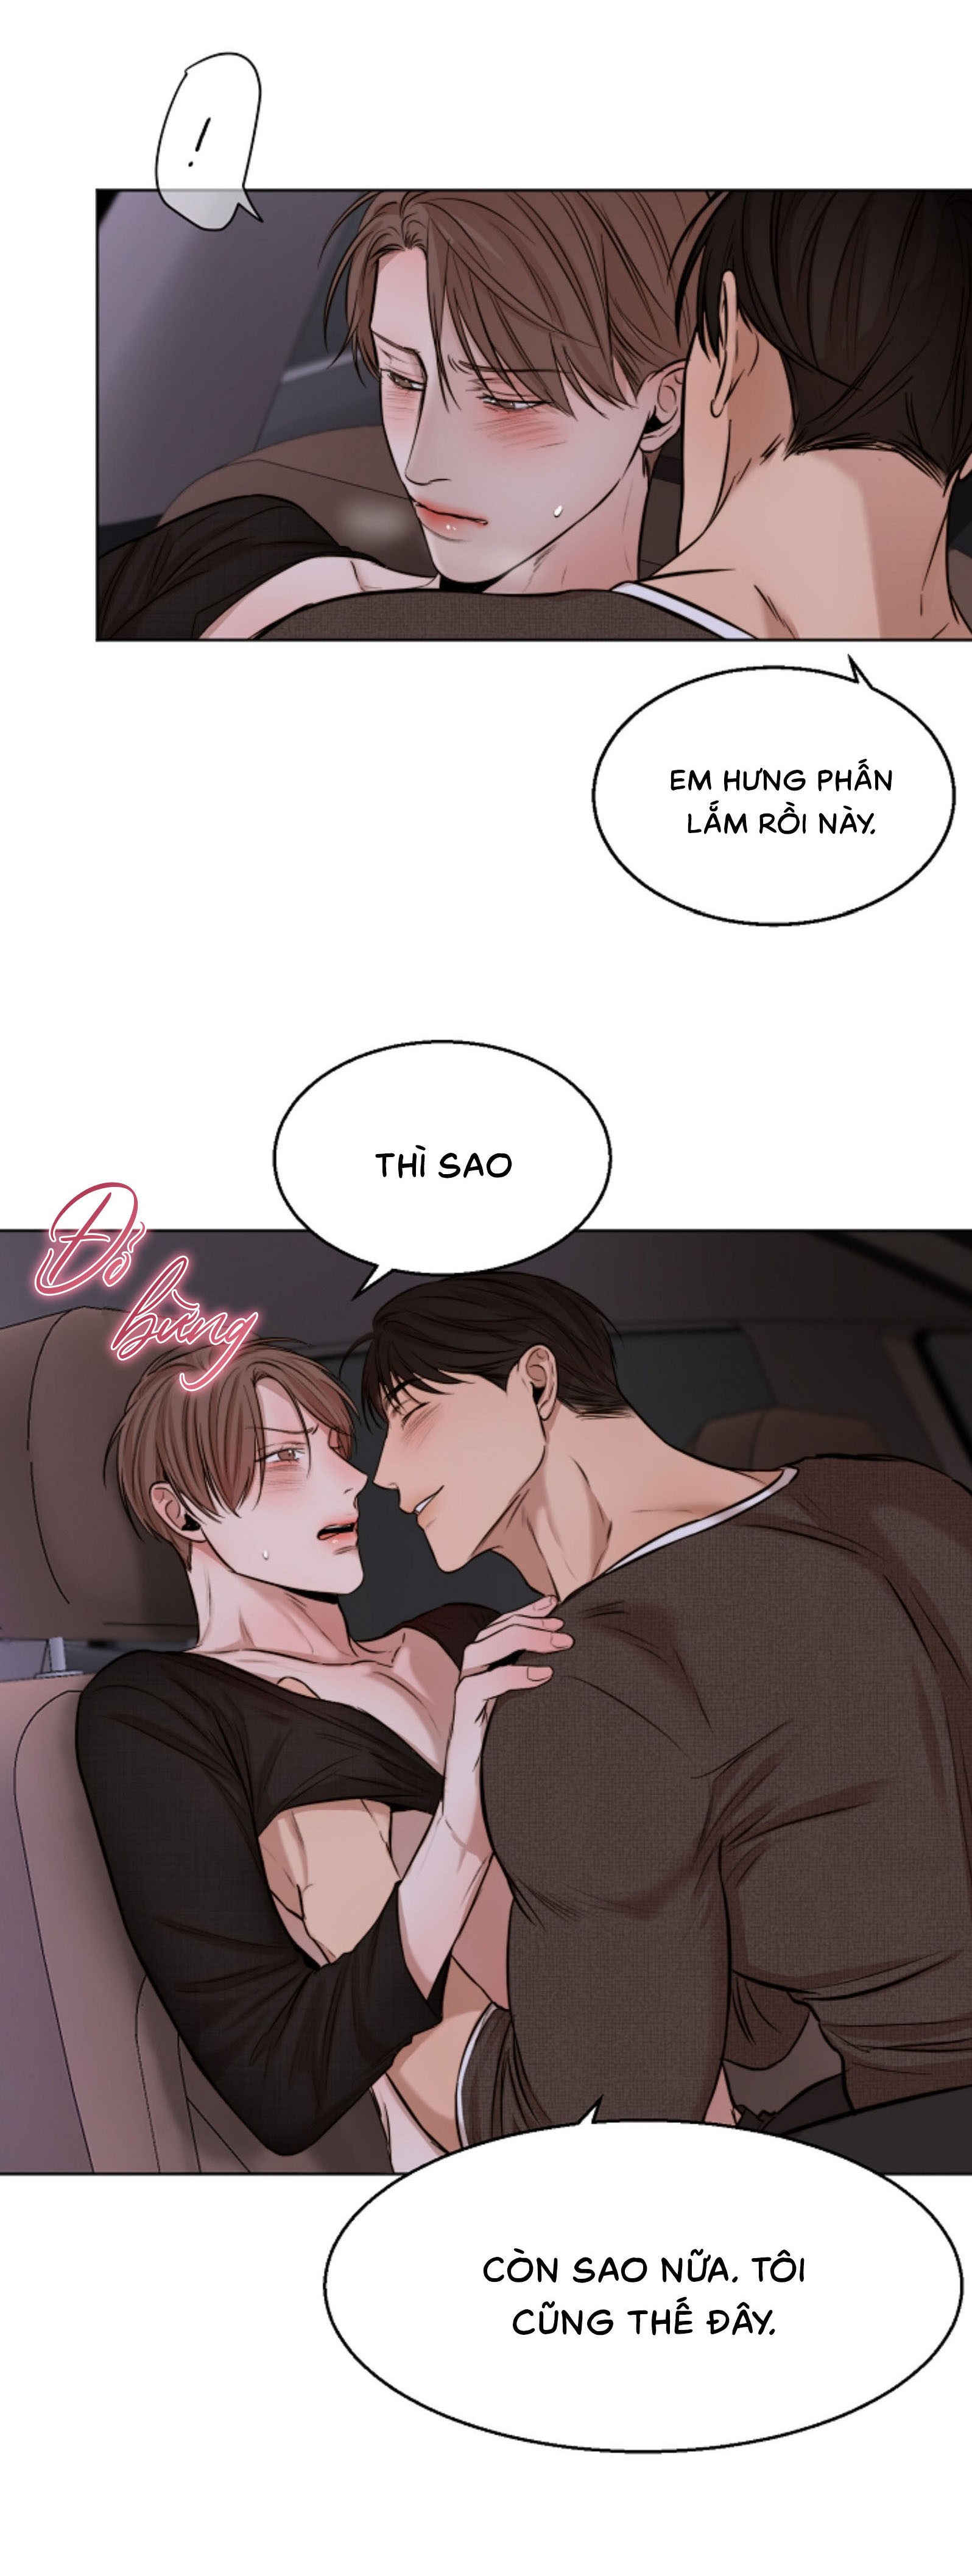 !
EM HƯNG PHẤN
LẮM RỒI NÀY.
THÌ SAO
Đỏ
bừng
CÒN SAO NỮA. TÔI
CŨNG THẾ ĐÂY.